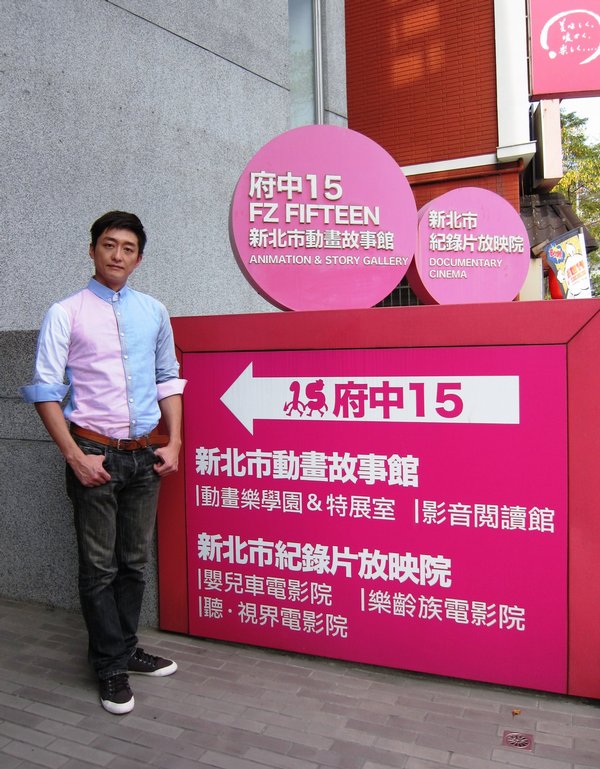 府中15
FZ FIFTEEN
新北市動畫故事館
ANIMATION & STORY GALLERY
新北市
紀錄片放映院
DOCUMENTARY
CINEMA
府中15
新北市動畫故事館
|動畫樂學園&特展室 |影音閱讀館
新北市紀錄片放映院
|嬰兒車電影院 |樂齡族電影院
|聽·視界電影院